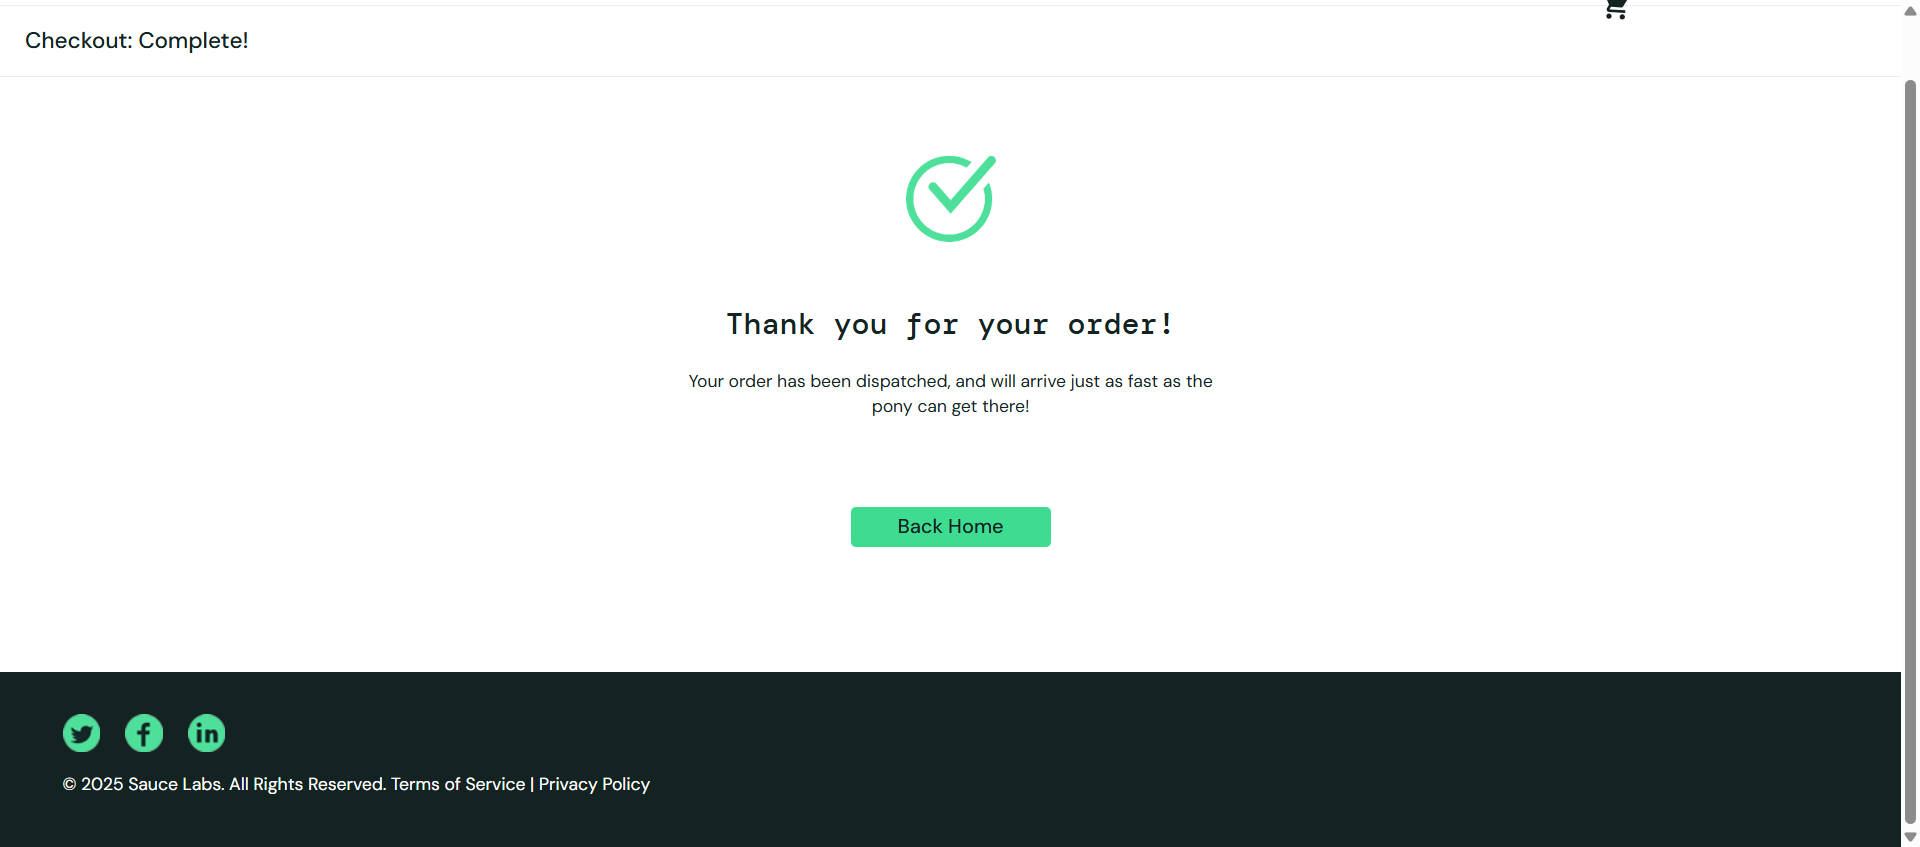 Checkout: Complete!
Thank you for your order!
Your order has been dispatched, and will arrive just as fast as the
pony can get there!
Back Home
© 2025 Sauce Labs. All Rights Reserved. Terms of Service | Privacy Policy